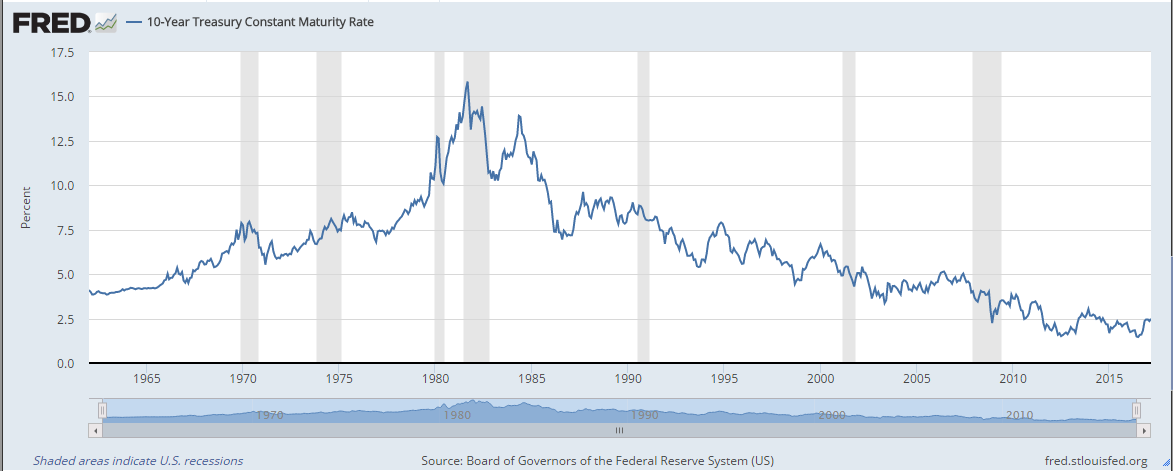 FRED 10-Year Treasury Constant Maturity Rate
17.5
15.0
12.5
10.0
7.5
5.0
2.5
0.0
Percent
1965 1970 1975 1980 1985 1990 1995 2000 2005 2010 2015
1970 1980 1990 2000 2010
Shaded areas indicate U.S. recessions Source: Board of Governors of the Federal Reserve System (US) fred.stlouisfed.org